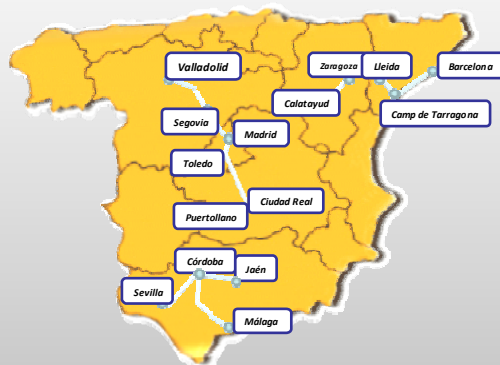 Valladolid
Zaragoza
Lleida
Barcelona
Calatayud
Camp de Tarragona
Segovia
Madrid
Toledo
Ciudad Real
Puertollano
Córdoba
Jaén
Sevilla
Málaga